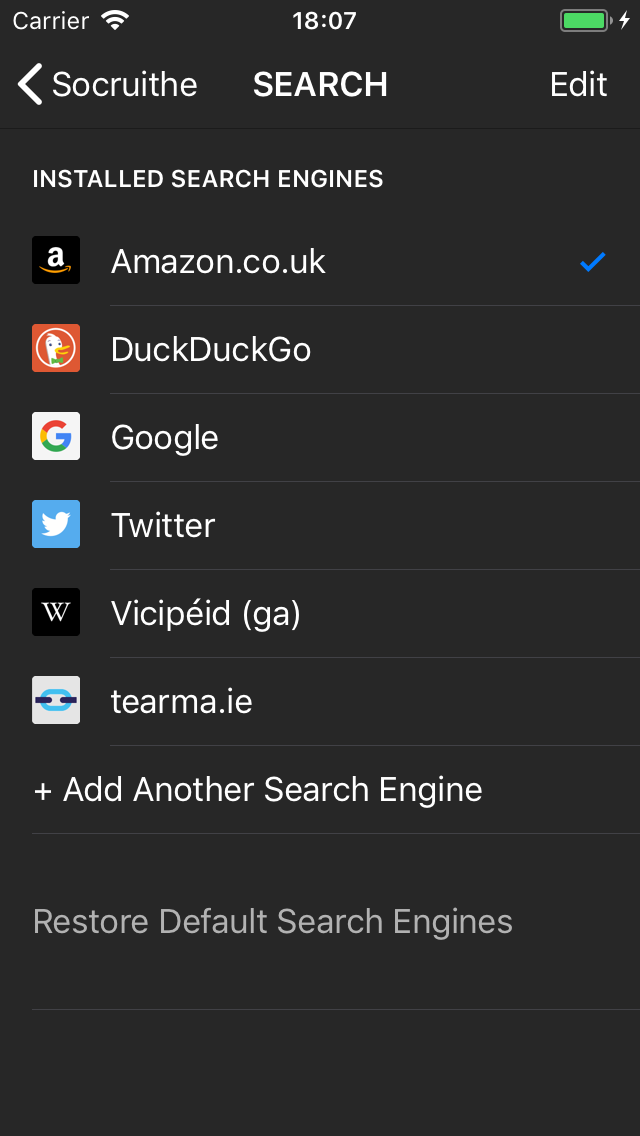 Carrier 18:07
Socruithe SEARCH Edit
INSTALLED SEARCH ENGINES
a Amazon.co.uk
DuckDuckGo
G Google
Twitter
W Vicipéid (ga)
tearma.ie
+ Add Another Search Engine
Restore Default Search Engines